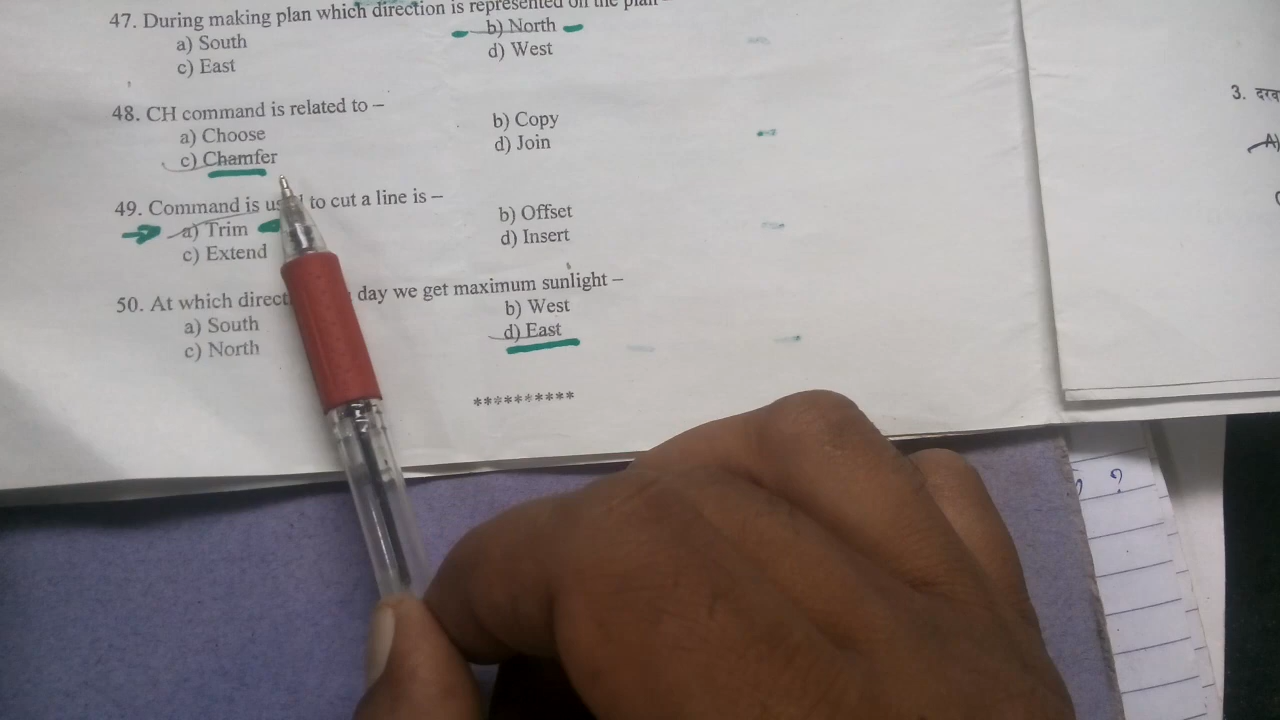 47. During making plan which direction is represented on the plan
a) South b) North
c) East d) West
48. CH command is related to –
a) Choose b) Copy
c) Chamfer d) Join
49. Command is to cut a line is –
a) Trim b) Offset
c) Extend d) Insert
50. At which day we get maximum sunlight –
a) South b) West
c) North d) East
**********
3.
A)
?